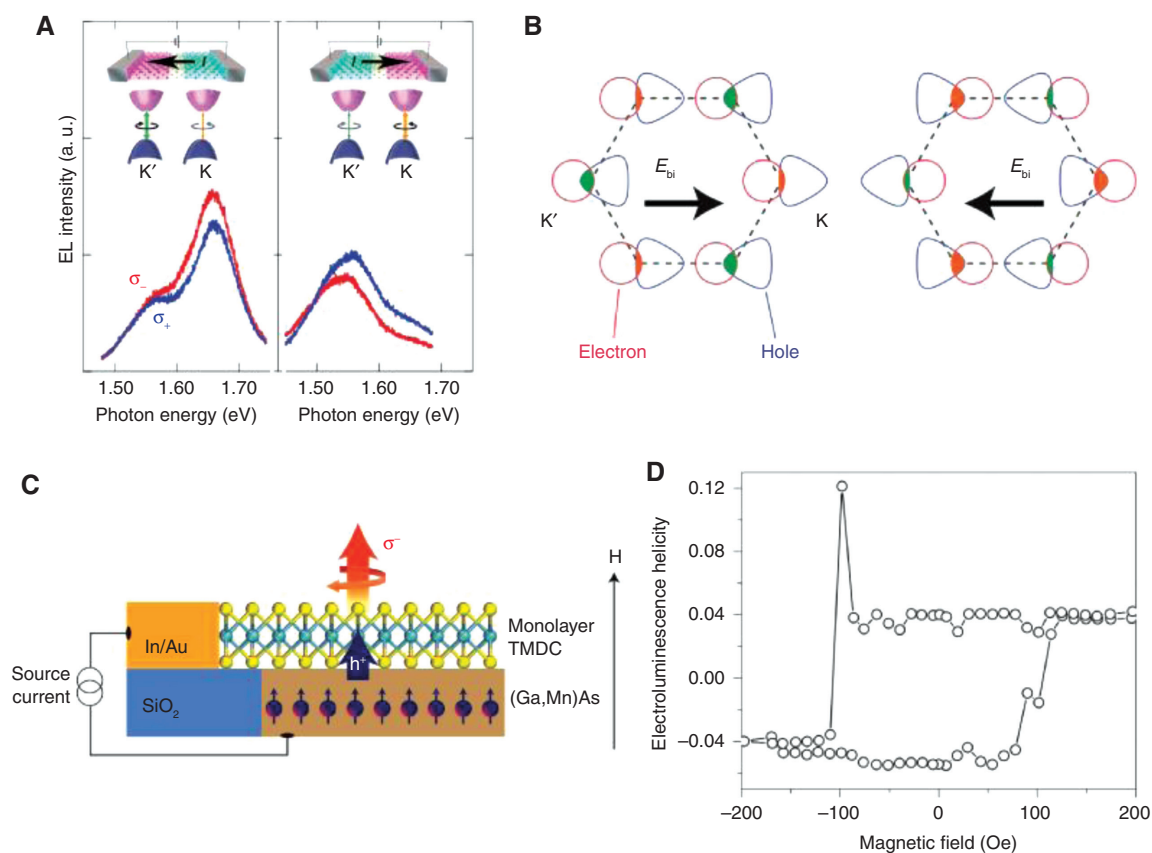 A
I
I
K′
K
K′
K
σ−
σ+
EL intensity (a. u.)
1.50
1.60
1.70
1.50
1.60
1.70
Photon energy (eV)
Photon energy (eV)
B
K′
Ebi
K
Ebi
Electron
Hole
C
σ−
In/Au
Monolayer
TMDC
h+
Source
current
SiO2
(Ga,Mn)As
H
D
Electroluminescence helicity
0.12
0.08
0.04
0.00
−0.04
−200
−100
0
100
200
Magnetic field (Oe)